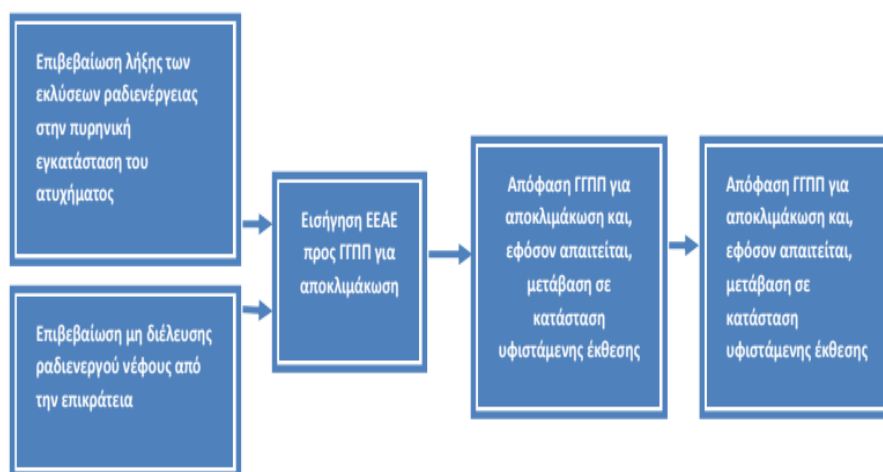 Επιβεβαίωση λήξης των
εκλύσεων ραδιενέργειας
στην πυρηνική
εγκατάσταση του
ατυχήματος
Επιβεβαίωση μη διέλευσης
ραδιενεργού νέφους από
την επικράτεια
Εισήγηση ΕΕΑΕ
προς ΓΓΠΠ για
αποκλιμάκωση
Απόφαση ΓΓΠΠ για
αποκλιμάκωση και,
εφόσον απαιτείται,
μετάβαση σε
κατάσταση
υφιστάμενης έκθεσης
Απόφαση ΓΓΠΠ για
αποκλιμάκωση και,
εφόσον απαιτείται,
μετάβαση σε
κατάσταση
υφιστάμενης έκθεσης